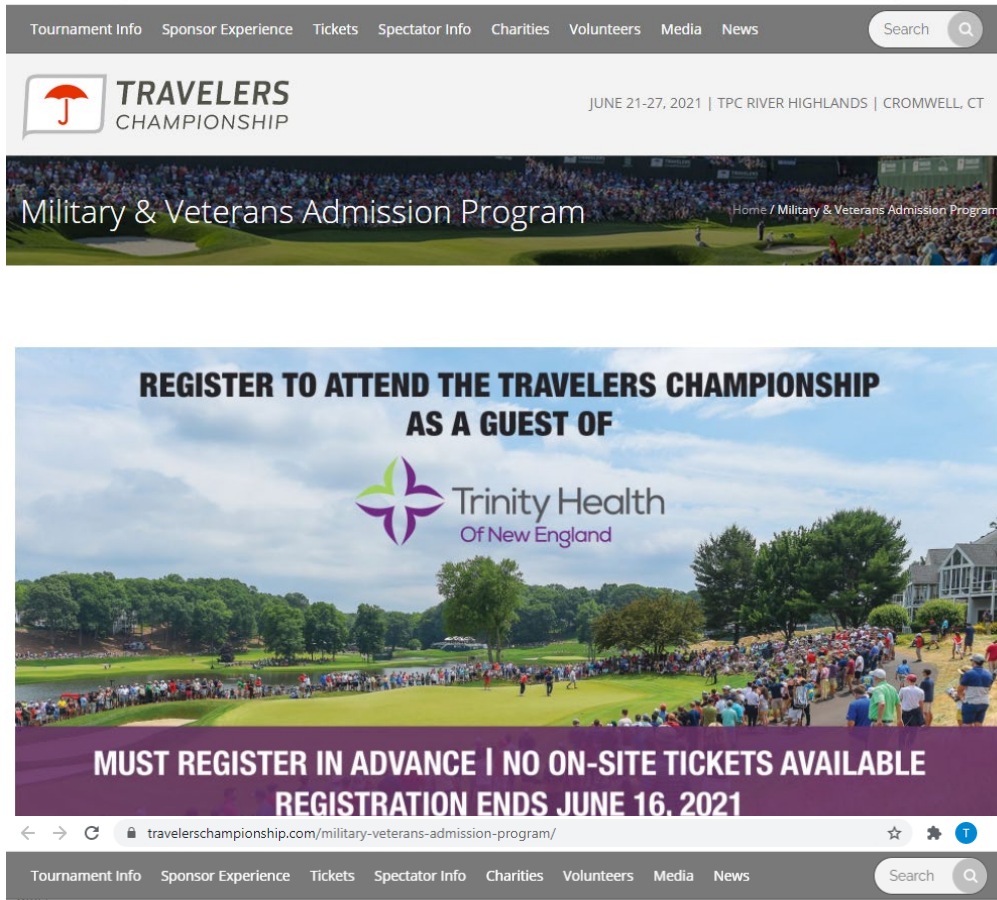 Tournament Info Sponsor Experience Tickets Spectator Info Charities Volunteers Media News Search
TRAVELERS
CHAMPIONSHIP
JUNE 21-27, 2021 | TPC RIVER HIGHLANDS | CROMWELL, CT
Military & Veterans Admission Program
Home / Military & Veterans Admission Program
REGISTER TO ATTEND THE TRAVELERS CHAMPIONSHIP
AS A GUEST OF
Trinity Health
Of New England
MUST REGISTER IN ADVANCE | NO ON-SITE TICKETS AVAILABLE
REGISTRATION ENDS JUNE 16, 2021
travelerschampionship.com/military-veterans-admission-program/
T
Tournament Info Sponsor Experience Tickets Spectator Info Charities Volunteers Media News Search